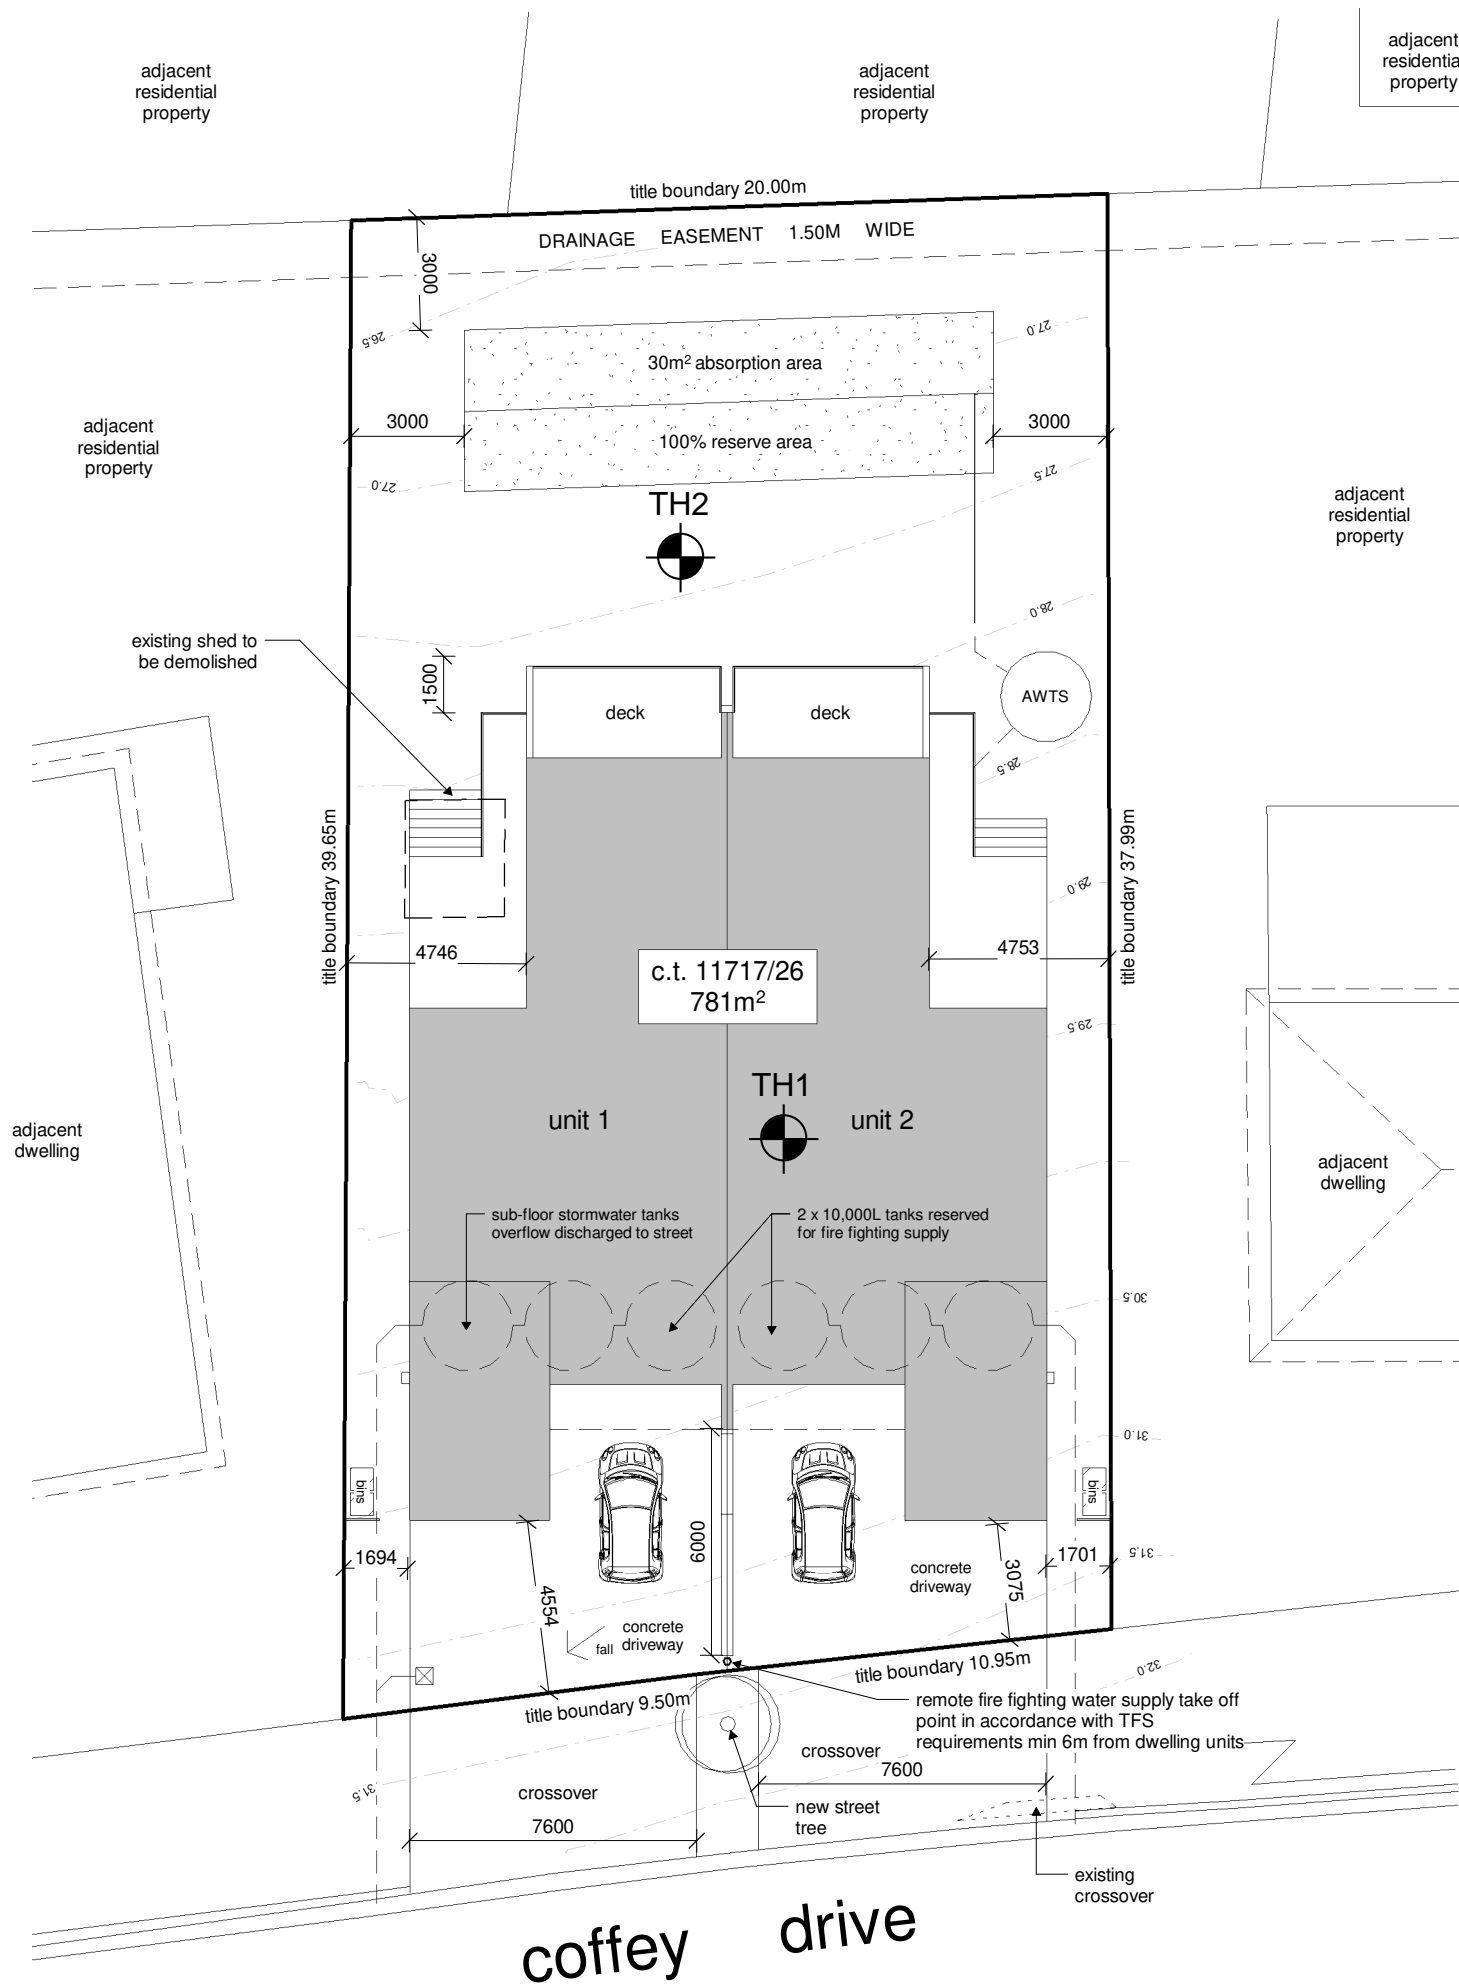 adjacent
residential
property
adjacent
residential
property
adjacent
residentia
property
title boundary 20.00m
DRAINAGE EASEMENT 1.50M WIDE
3000
26.5
27.0
30m² absorption area
3000
100% reserve area
3000
adjacent
residential
property
27.0
27.5
TH2
adjacent
residential
property
28.0
existing shed to
be demolished
1500
deck
deck
AWTS
28.5
title boundary 39.65m
title boundary 37.99m
29.0
4746
4753
c.t. 11717/26
781m²
29.5
TH1
unit 1
unit 2
adjacent
dwelling
adjacent
dwelling
sub-floor stormwater tanks
overflow discharged to street
2 x 10,000L tanks reserved
for fire fighting supply
30.5
31.0
bins
bins
6000
1694
1701
31.5
4554
3075
concrete
driveway
concrete
driveway
fall
title boundary 10.95m
title boundary 9.50m
32.0
remote fire fighting water supply take off
point in accordance with TFS
requirements min 6m from dwelling units
crossover
7600
31.5
crossover
7600
new street
tree
existing
crossover
coffey drive